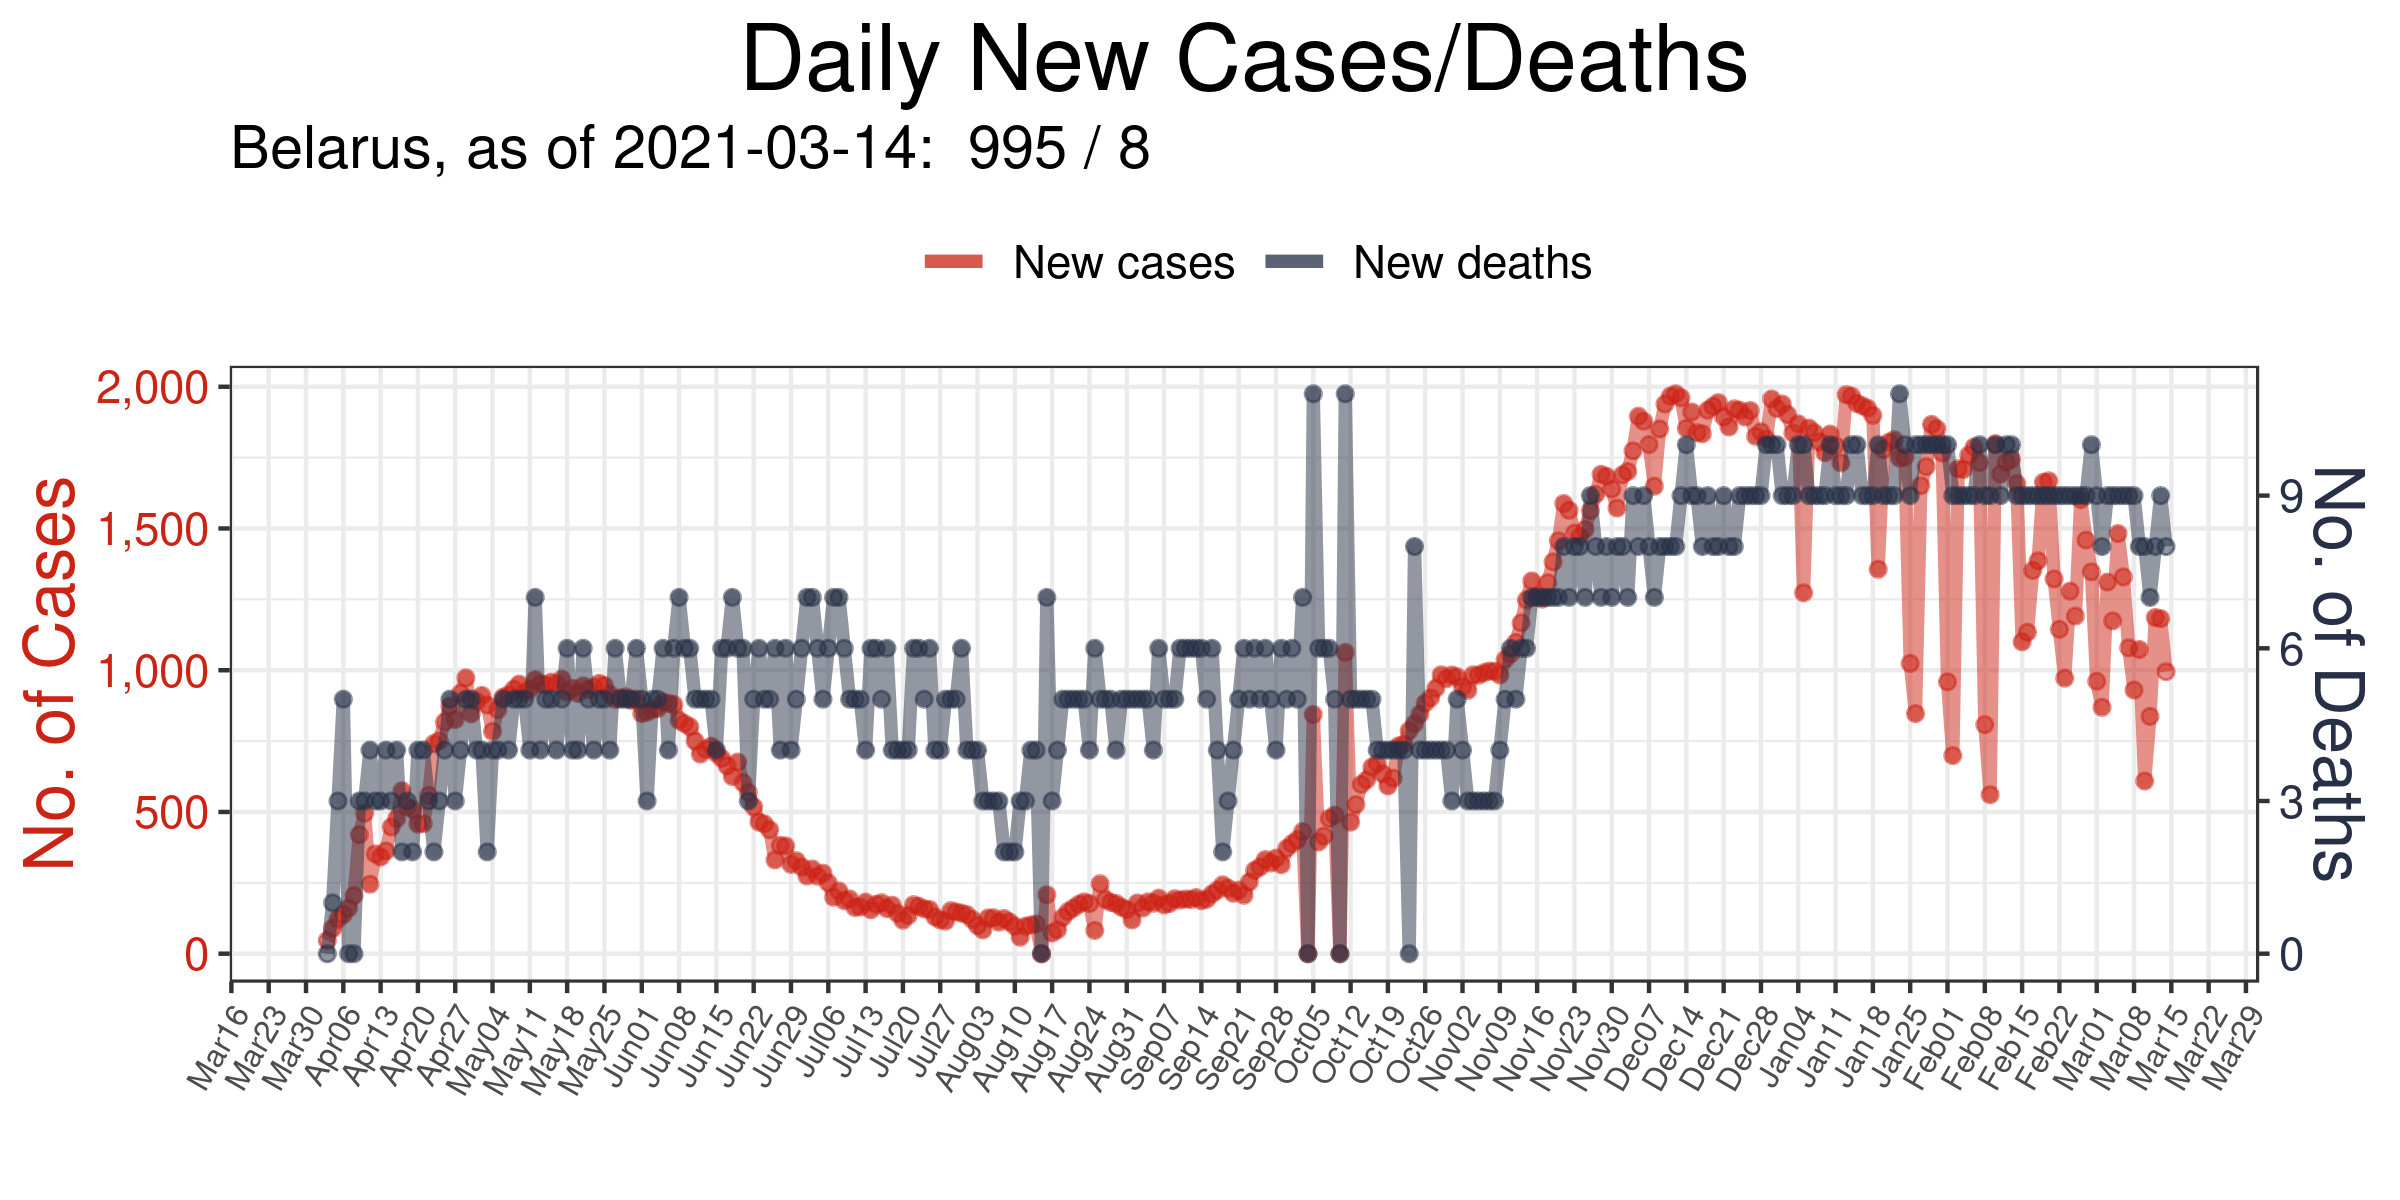 Daily New Cases/Deaths
Belarus, as of 2021-03-14:  995 / 8
New cases New deaths
No. of Cases
2,000
1,500
1,000
500
0
9
6
3
0
No. of Deaths
Mar16 Mar23 Mar30 Apr06 Apr13 Apr20 Apr27 May04 May11 May18 May25 Jun01 Jun08 Jun15 Jun22 Jun29 Jul06 Jul13 Jul20 Jul27 Aug03 Aug10 Aug17 Aug24 Aug31 Sep07 Sep14 Sep21 Sep28 Oct05 Oct12 Oct19 Oct26 Nov02 Nov09 Nov16 Nov23 Nov30 Dec07 Dec14 Dec21 Dec28 Jan04 Jan11 Jan18 Jan25 Feb01 Feb08 Feb15 Feb22 Mar01 Mar08 Mar15 Mar22 Mar29